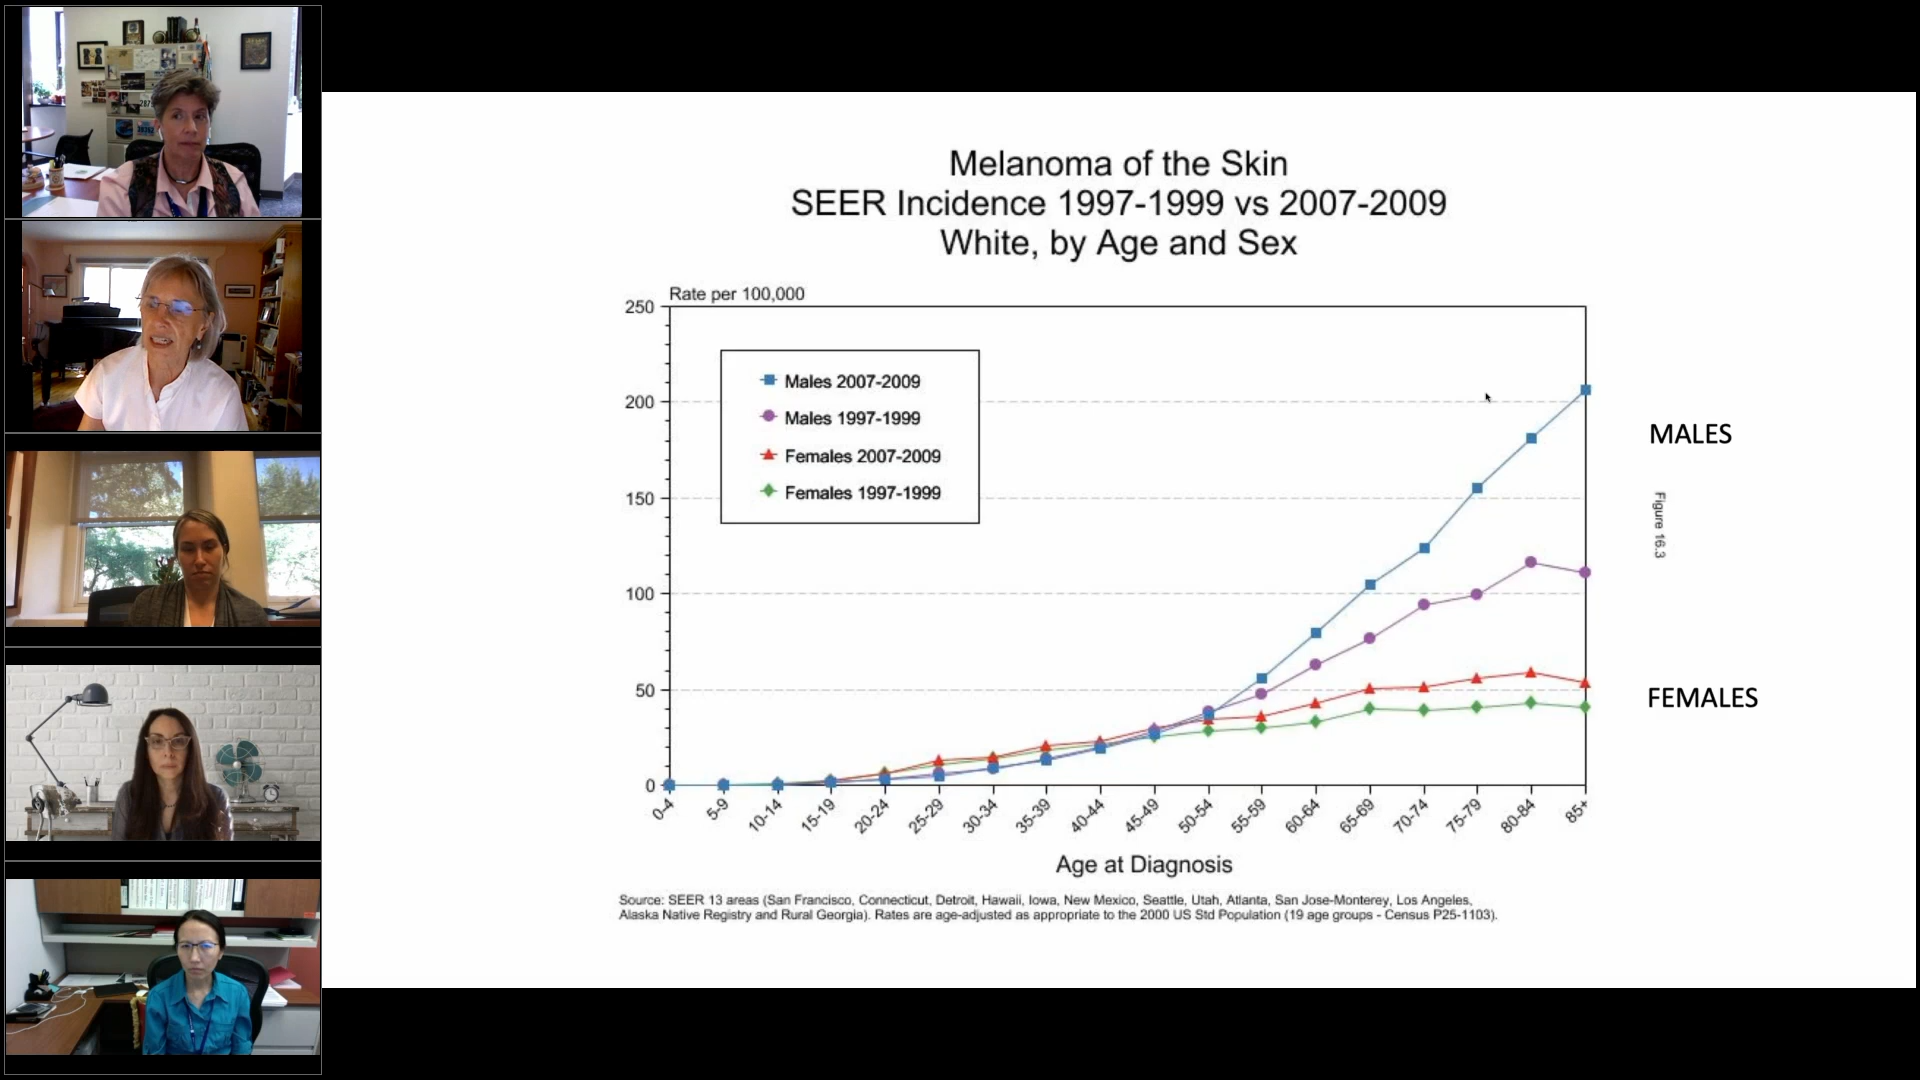 Melanoma of the Skin
SEER Incidence 1997-1999 vs 2007-2009
White, by Age and Sex
Rate per 100,000
250
200
150
100
50
0
Males 2007-2009
Males 1997-1999
Females 2007-2009
Females 1997-1999
MALES
Figure 16.3
FEMALES
0-4
5-9
10-14
15-19
20-24
25-29
30-34
35-39
40-44
45-49
50-54
55-59
60-64
65-69
70-74
75-79
80-84
85+
Age at Diagnosis
Source: SEER 13 areas (San Francisco, Connecticut, Detroit, Hawaii, Iowa, New Mexico, Seattle, Utah, Atlanta, San Jose-Monterey, Los Angeles,
Alaska Native Registry and Rural Georgia). Rates are age-adjusted as appropriate to the 2000 US Std Population (19 age groups - Census P25-1103).